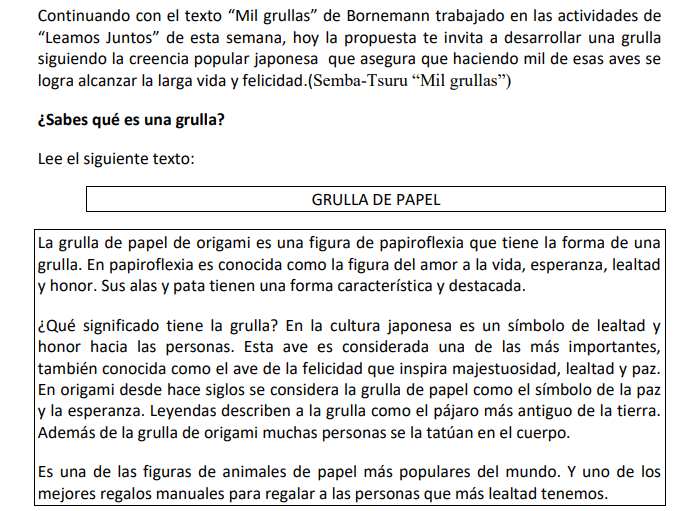 Continuando con el texto “Mil grullas” de Bornemann trabajado en las actividades de
“Leamos Juntos” de esta semana, hoy la propuesta te invita a desarrollar una grulla
siguiendo la creencia popular japonesa que asegura que haciendo mil de esas aves se
logra alcanzar la larga vida y felicidad.(Semba-Tsuru “Mil grullas”)
¿Sabes qué es una grulla?
Lee el siguiente texto:
GRULLA DE PAPEL
La grulla de papel de origami es una figura de papiroflexia que tiene la forma de una
grulla. En papiroflexia es conocida como la figura del amor a la vida, esperanza, lealtad
y honor. Sus alas y pata tienen una forma característica y destacada.
¿Qué significado tiene la grulla? En la cultura japonesa es un símbolo de lealtad y
honor hacia las personas. Esta ave es considerada una de las más importantes,
también conocida como el ave de la felicidad que inspira majestuosidad, lealtad y paz.
En origami desde hace siglos se considera la grulla de papel como el símbolo de la paz
y la esperanza. Leyendas describen a la grulla como el pájaro más antiguo de la tierra.
Además de la grulla de origami muchas personas se la tatúan en el cuerpo.
Es una de las figuras de animales de papel más populares del mundo. Y uno de los
mejores regalos manuales para regalar a las personas que más lealtad tenemos.